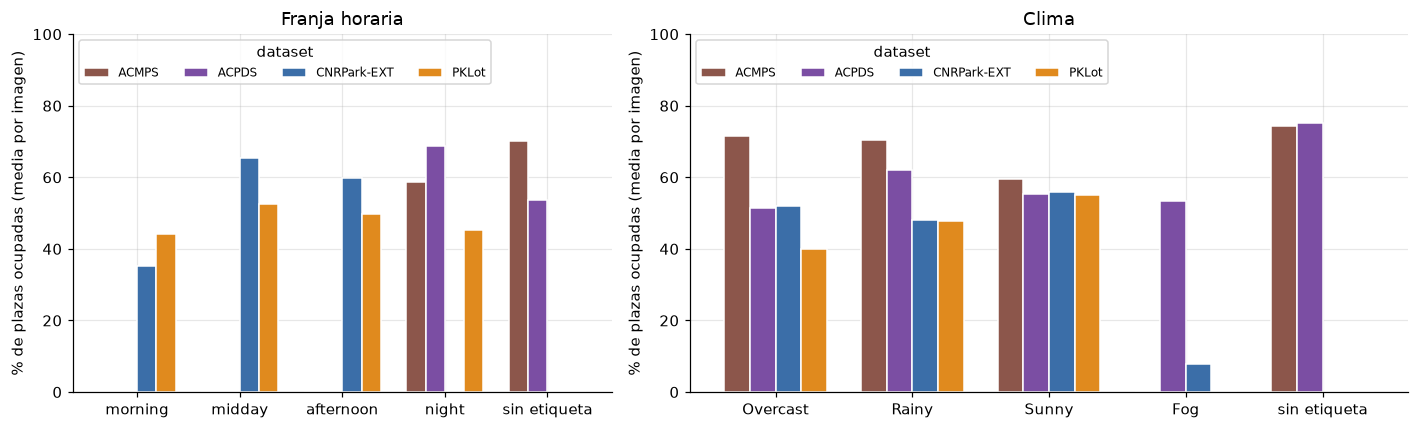 Franja horaria
% de plazas ocupadas (media por imagen)
100
80
60
40
20
0
dataset
ACMPS ACPDS CNRPark-EXT PKLot
morning midday afternoon night sin etiqueta
Clima
% de plazas ocupadas (media por imagen)
100
80
60
40
20
0
dataset
ACMPS ACPDS CNRPark-EXT PKLot
Overcast Rainy Sunny Fog sin etiqueta